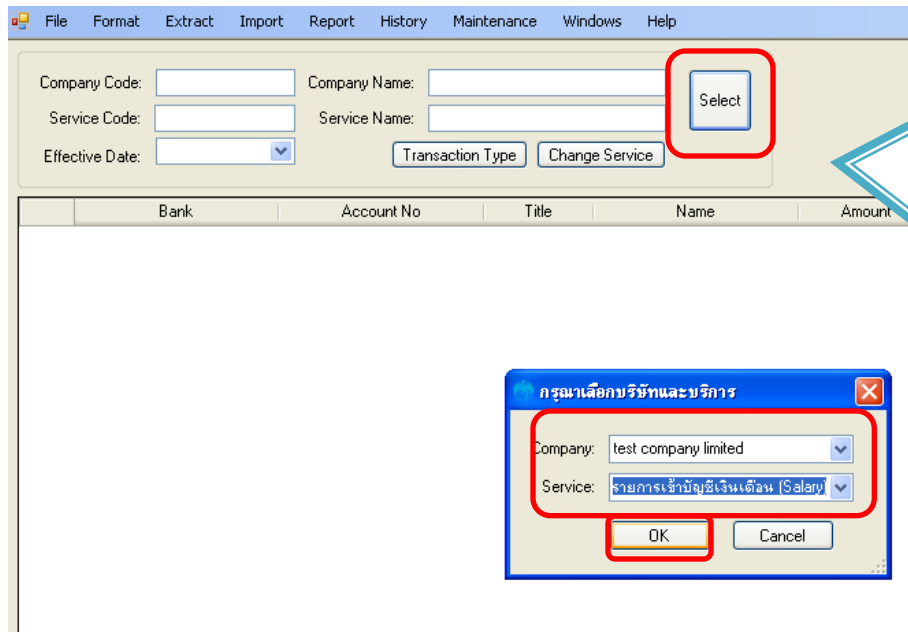 File Format Extract Import Report History Maintenance Windows Help
Company Code: Company Name: Select
Service Code: Service Name:
Effective Date: Transaction Type Change Service
Bank Account No Title Name Amount
กรุณาเลือกบริษัทและบริการ
Company: test company limited
Service: รายการเข้าบัญชีเงินเดือน (Salary)
OK Cancel